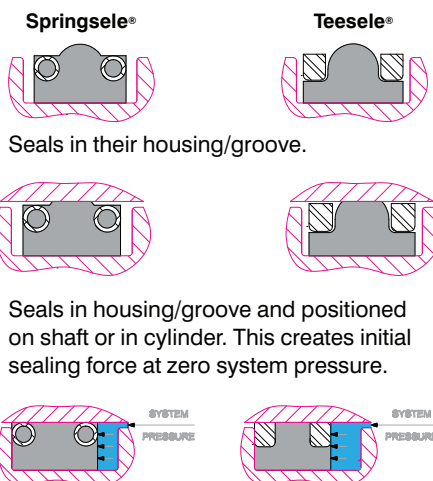 Springsele®
Teesele®
Seals in their housing/groove.
Seals in housing/groove and positioned
on shaft or in cylinder. This creates initial
sealing force at zero system pressure.
SYSTEM
PRESSURE
SYSTEM
PRESSURE